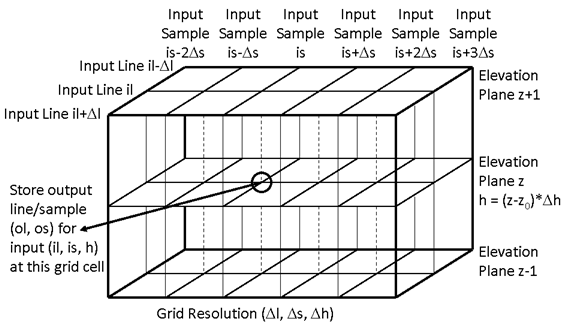 Input Input Input Input Input Input
Sample Sample Sample Sample Sample Sample
is-2Δs is-Δs is is+Δs is+2Δs is+3Δs
Input Line il-Δl
Input Line il
Input Line il+Δl
Elevation
Plane z+1
Elevation
Plane z
h = (z-z₀)*Δh
Store output
line/sample
(ol, os) for
input (il, is, h)
at this grid cell
Elevation
Plane z-1
Grid Resolution (Δl, Δs, Δh)